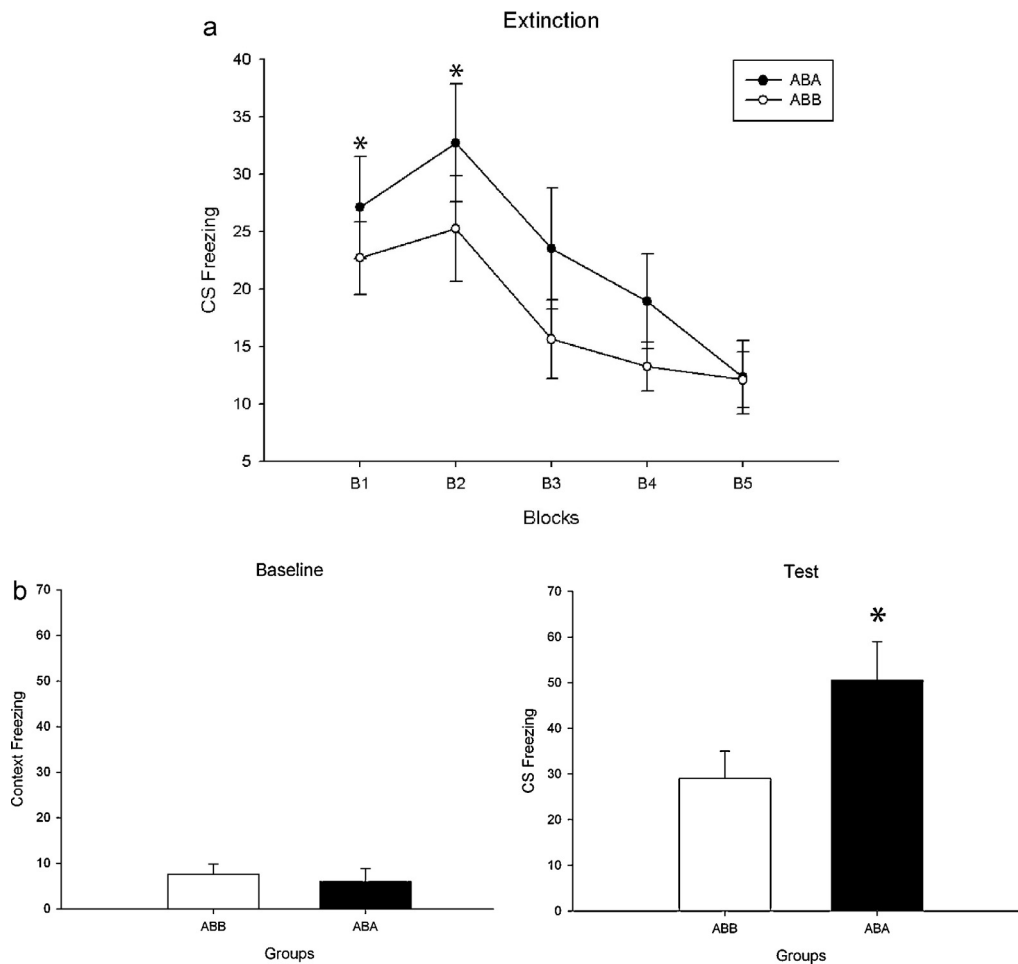 a
Extinction
40
35
30
25
20
15
10
5
CS Freezing
*
*
ABA
ABB
B1 B2 B3 B4 B5
Blocks
b
Baseline
70
60
50
40
30
20
10
0
Context Freezing
ABB ABA
Groups
Test
70
60
50
40
30
20
10
0
CS Freezing
*
ABB ABA
Groups